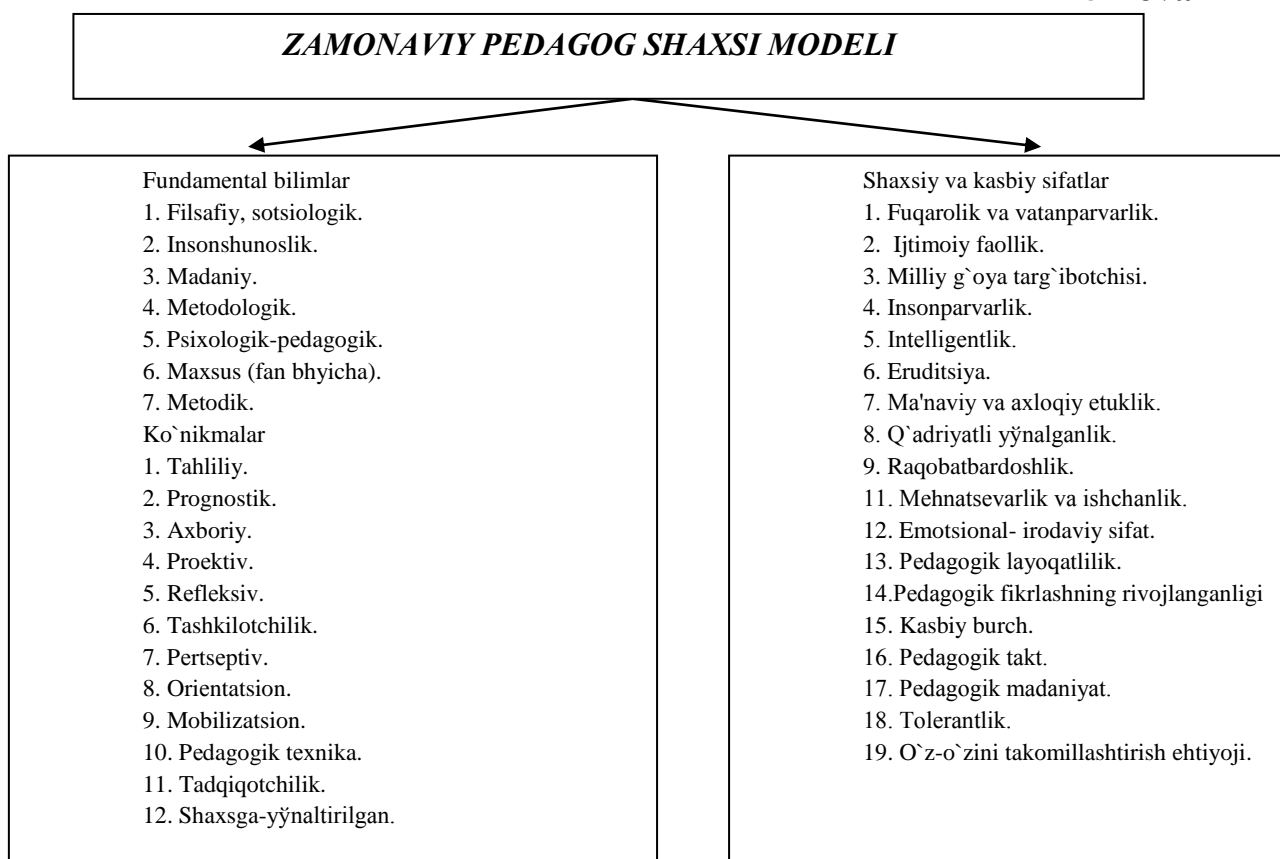 ZAMONAVIY PEDAGOG SHAXSI MODELI
Fundamental bilimlar
1. Filsafiy, sotsiologik.
2. Insonshunoslik.
3. Madaniy.
4. Metodologik.
5. Psixologik-pedagogik.
6. Maxsus (fan bhyicha).
7. Metodik.
Ko`nikmalar
1. Tahliliy.
2. Prognostik.
3. Axboriy.
4. Proektiv.
5. Refleksiv.
6. Tashkilotchilik.
7. Pertseptiv.
8. Orientatsion.
9. Mobilizatsion.
10. Pedagogik texnika.
11. Tadqiqotchilik.
12. Shaxsga-yўnaltirilgan.
Shaxsiy va kasbiy sifatlar
1. Fuqarolik va vatanparvarlik.
2. Ijtimoiy faollik.
3. Milliy g`oya targ`ibotchisi.
4. Insonparvarlik.
5. Intelligentlik.
6. Eruditsiya.
7. Ma'naviy va axloqiy etuklik.
8. Q`adriyatli yўnalganlik.
9. Raqobatbardoshlik.
11. Mehnatsevarlik va ishchanlik.
12. Emotsional- irodaviy sifat.
13. Pedagogik layoqatlilik.
14.Pedagogik fikrlashning rivojlanganligi
15. Kasbiy burch.
16. Pedagogik takt.
17. Pedagogik madaniyat.
18. Tolerantlik.
19. O`z-o`zini takomillashtirish ehtiyoji.